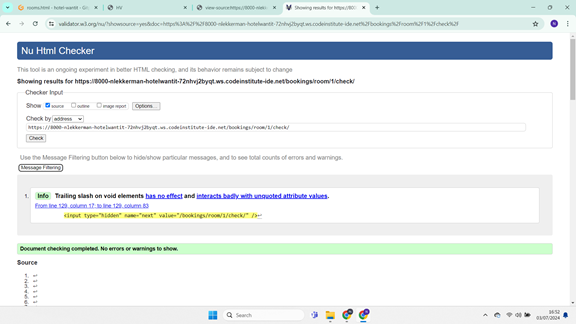 rooms.html - hotel-wantit - Gi
HV
view-source:https://8000-nlekk
Showing results for https://80
validator.w3.org/nu/?showsource=yes&doc=https%3A%2F%2F8000-nlekkerman-hotelwantit-72nhvj2byqt.ws.codeinstitute-ide.net%2Fbookings%2Froom%2F1%2Fcheck%2F
Nu Html Checker
This tool is an ongoing experiment in better HTML checking, and its behavior remains subject to change
Showing results for https://8000-nlekkerman-hotelwantit-72nhvj2byqt.ws.codeinstitute-ide.net/bookings/room/1/check/
Checker Input
Show source outline image report Options...
Check by address
https://8000-nlekkerman-hotelwantit-72nhvj2byqt.ws.codeinstitute-ide.net/bookings/room/1/check/
Check
Use the Message Filtering button below to hide/show particular messages, and to see total counts of errors and warnings.
Message Filtering
1. Info Trailing slash on void elements has no effect and interacts badly with unquoted attribute values.
From line 129, column 17; to line 129, column 83
<input type="hidden" name="next" value="/bookings/room/1/check/" />↩
Document checking completed. No errors or warnings to show.
Source
1. ↩
2. ↩
3. ↩
4. ↩
5. ↩
6. ↩
Search
16:52
03/07/2024